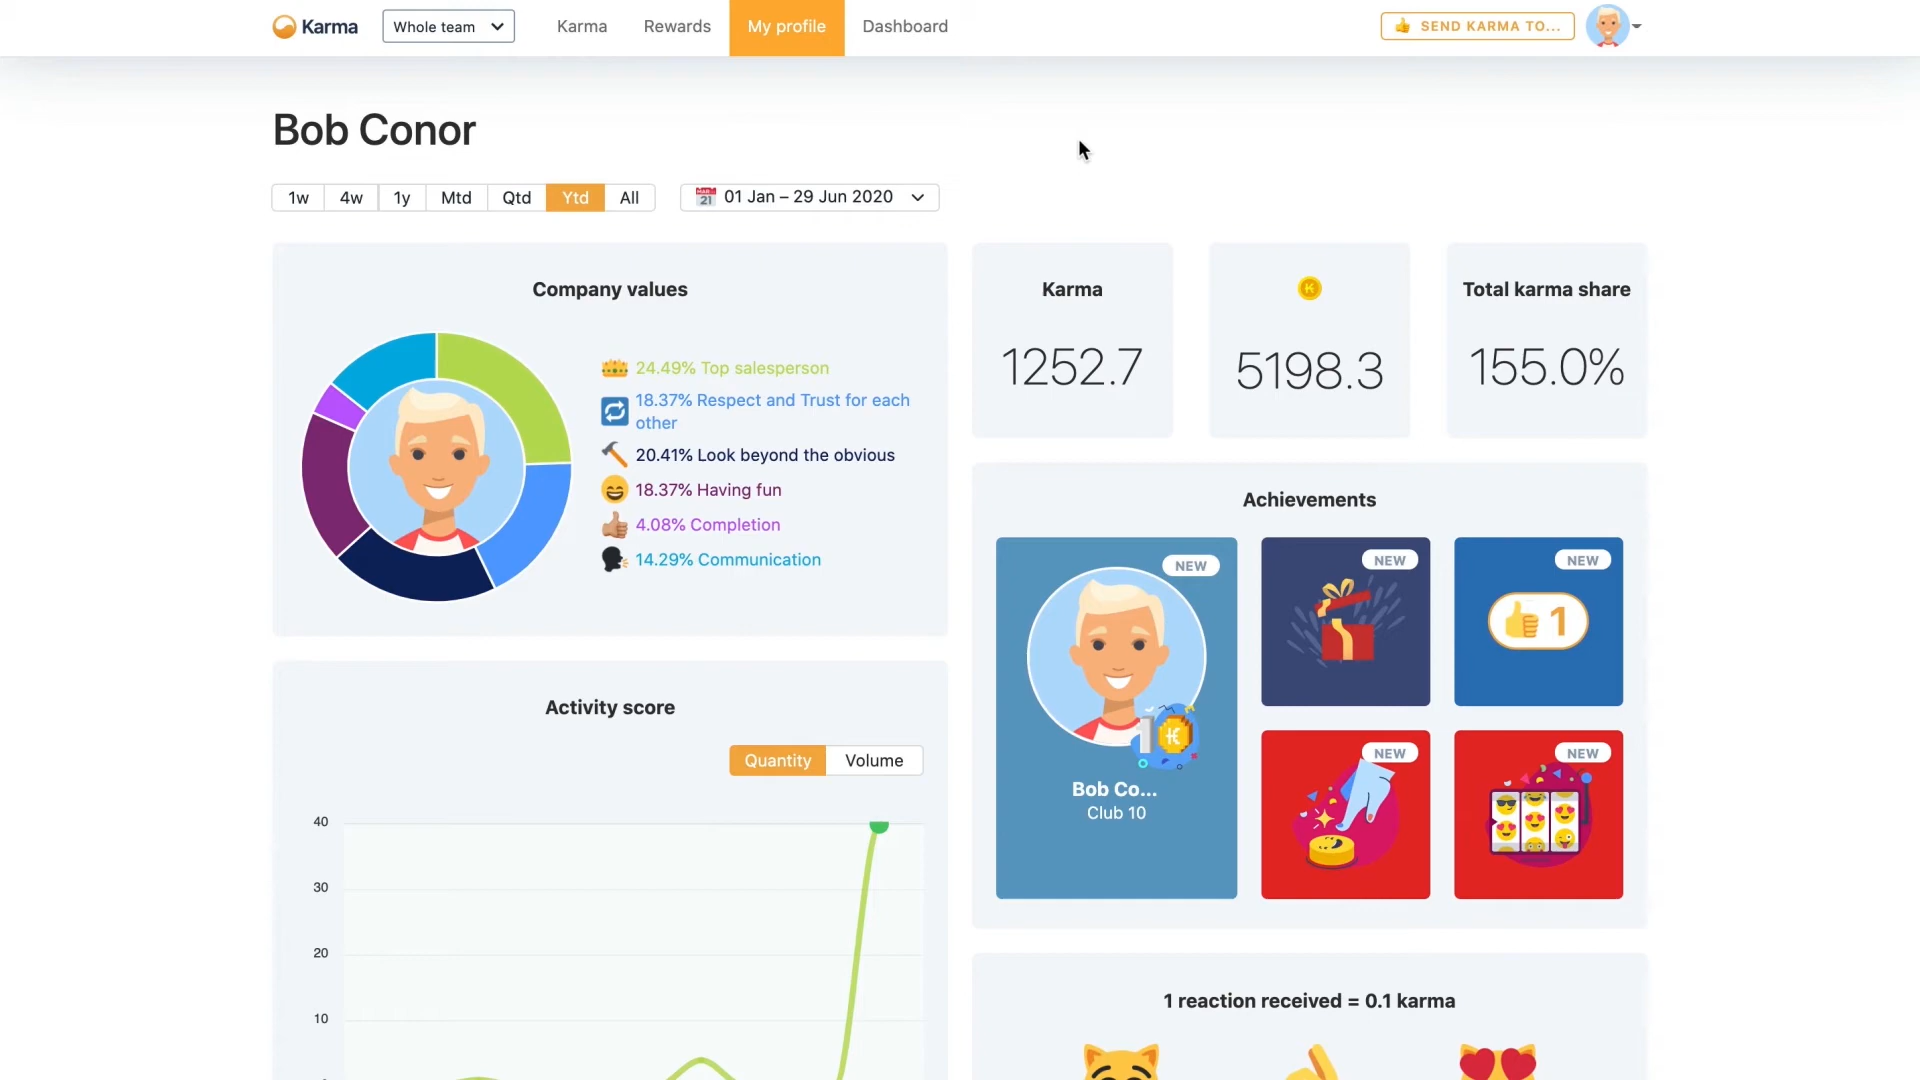 Karma
Whole team
Karma
Rewards
My profile
Dashboard
SEND KARMA TO...
Bob Conor
1w
4w
1y
Mtd
Qtd
Ytd
All
01 Jan – 29 Jun 2020
Company values
24.49% Top salesperson
18.37% Respect and Trust for each
other
20.41% Look beyond the obvious
18.37% Having fun
4.08% Completion
14.29% Communication
Karma
1252.7
5198.3
Total karma share
155.0%
Achievements
NEW
Bob Co...
Club 10
NEW
NEW
1
NEW
NEW
Activity score
Quantity
Volume
40
30
20
10
1 reaction received = 0.1 karma